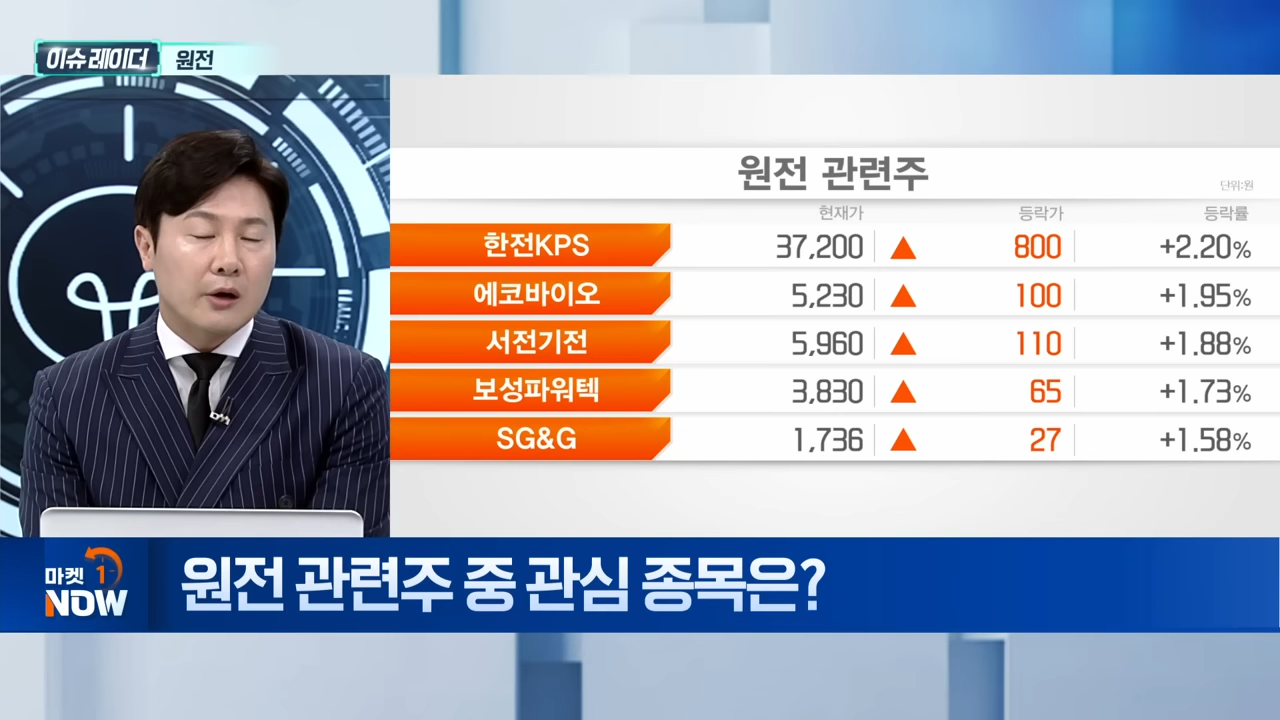 이슈레이더 원전
원전 관련주
단위:원
현재가 등락가 등락률
한전KPS 37,200 ▲ 800 +2.20%
에코바이오 5,230 ▲ 100 +1.95%
서전기전 5,960 ▲ 110 +1.88%
보성파워텍 3,830 ▲ 65 +1.73%
SG&G 1,736 ▲ 27 +1.58%
마켓 1
NOW
원전 관련주 중 관심 종목은?